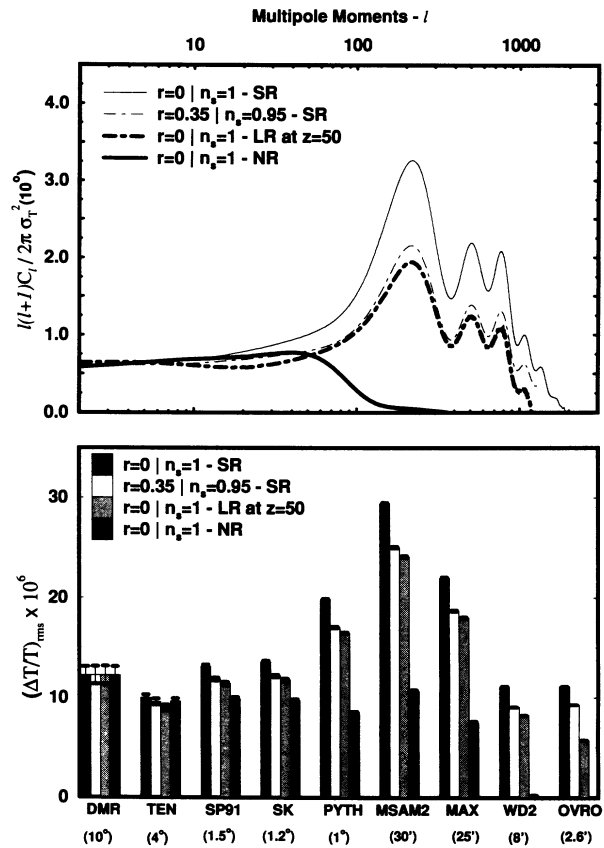 Multipole Moments - l
10 100 1000
4.0
3.0
2.0
1.0
0.0
l(l+1)C_l / 2π σ_T^2 (10°)
r=0 | n_s=1 - SR
r=0.35 | n_s=0.95 - SR
r=0 | n_s=1 - LR at z=50
r=0 | n_s=1 - NR
30
20
10
0
(ΔT/T)_rms x 10^6
r=0 | n_s=1 - SR
r=0.35 | n_s=0.95 - SR
r=0 | n_s=1 - LR at z=50
r=0 | n_s=1 - NR
DMR TEN SP91 SK PYTH MSAM2 MAX WD2 OVRO
(10°) (4°) (1.5°) (1.2°) (1°) (30') (25') (8') (2.6')